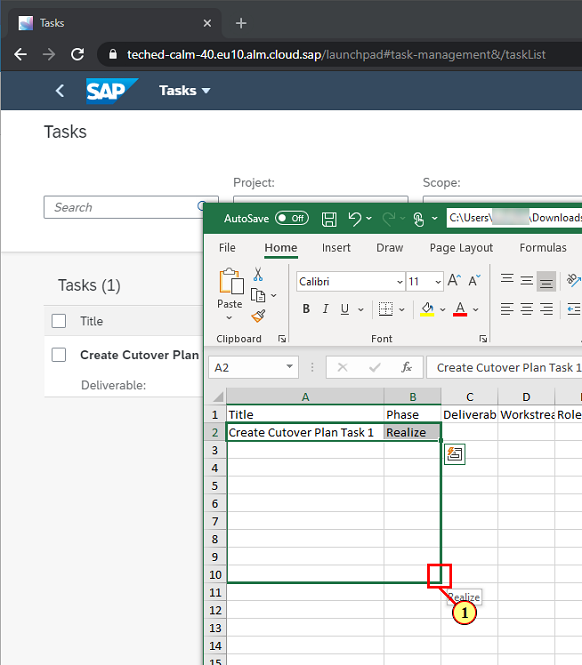 Tasks
teched-calm-40.eu10.alm.cloud.sap/launchpad#task-management&/taskList
SAP Tasks
Tasks
Project: Scope:
Search
AutoSave Off C:\Users\ \Downloads
File Home Insert Draw Page Layout Formulas
Tasks (1)
Calibri 11 A A
Paste
B I U A
Title
Clipboard Font
Create Cutover Plan
A2 fx Create Cutover Plan Task 1
Deliverable:
A B C D
1 Title Phase Deliverab Workstrea Role
2 Create Cutover Plan Task 1 Realize
3
4
5
6
7
8
9
10
11 Realize
12 1
13
14
15